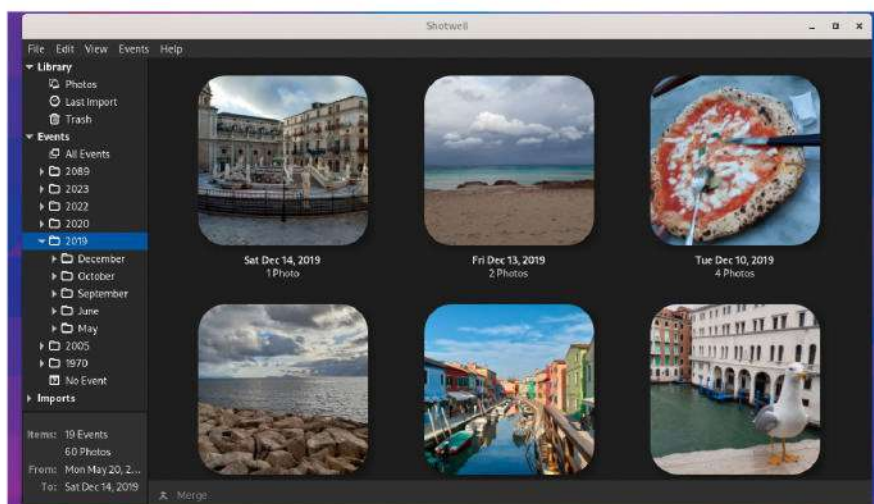 Shotwell
File Edit View Events Help
Library
Photos
Last Import
Trash
Events
All Events
2089
2023
2022
2020
2019
December
October
September
June
May
2005
1970
No Event
Imports
Items: 19 Events
60 Photos
From: Mon May 20, 2...
To: Sat Dec 14, 2019
Sat Dec 14, 2019
1 Photo
Fri Dec 13, 2019
2 Photos
Tue Dec 10, 2019
4 Photos
Merge